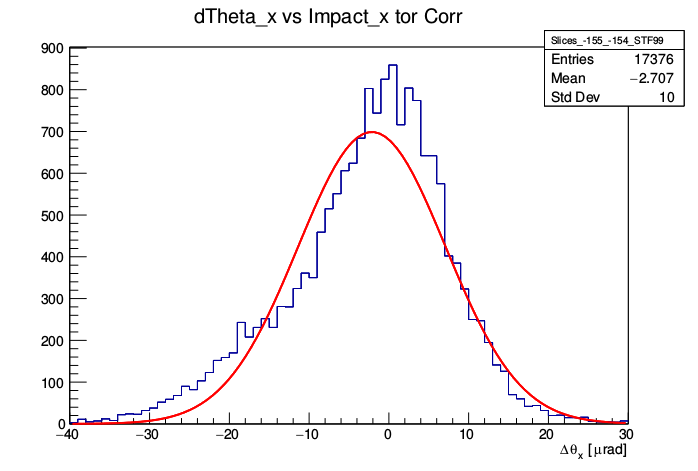 dTheta_x vs Impact_x tor Corr
Slices_-155_-154_STF99
Entries 17376
Mean −2.707
Std Dev 10
900
800
700
600
500
400
300
200
100
0
−40 −30 −20 −10 0 10 20 30
Δθx [μrad]